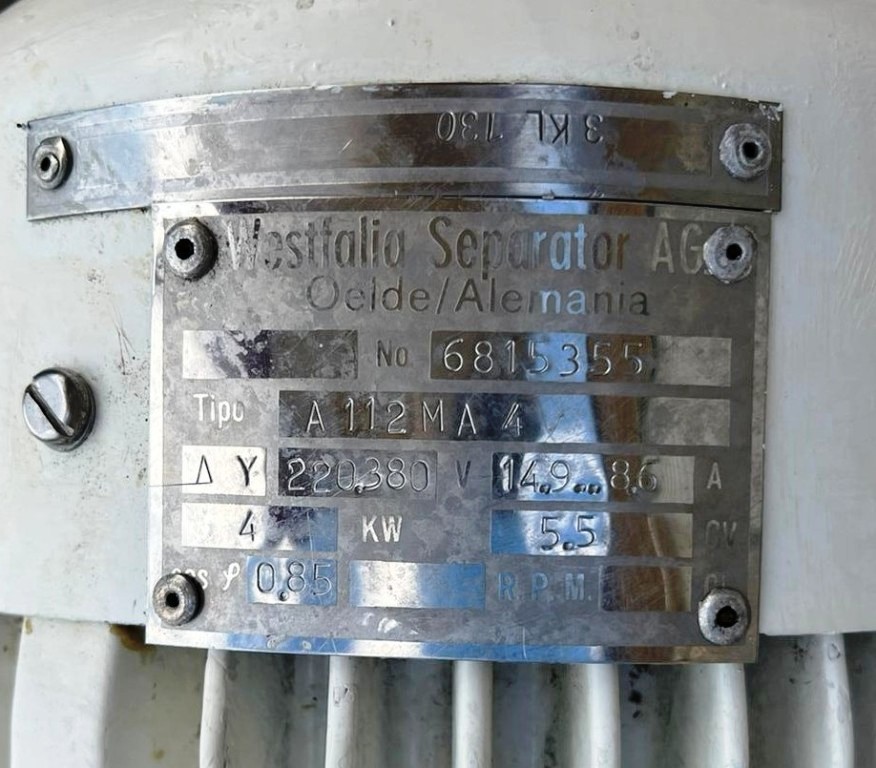 3 KL 130
Westfalia Separator AG.
Oelde/Alemania
No 6815355
Tipo A 112 M A 4
Δ Y 220.380 V 14.9...8.6 A
4 KW 5.5 CV
cos φ 0.85 R.P.M.